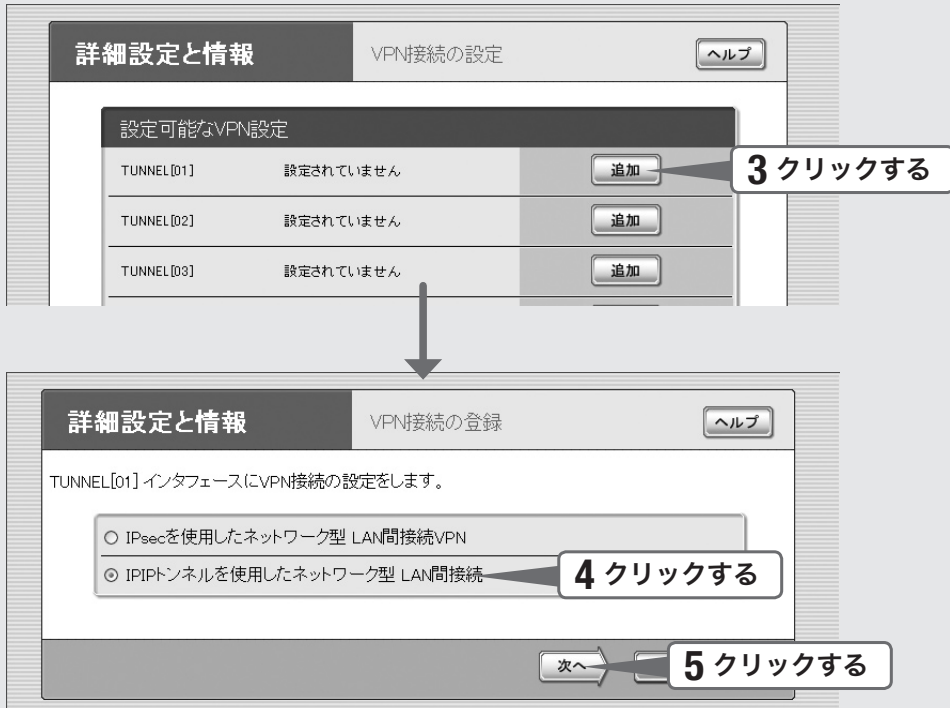 詳細設定と情報 VPN接続の設定 ヘルプ
設定可能なVPN設定
TUNNEL[01] 設定されていません 追加 3 クリックする
TUNNEL[02] 設定されていません 追加
TUNNEL[03] 設定されていません 追加
詳細設定と情報 VPN接続の登録 ヘルプ
TUNNEL[01] インタフェースにVPN接続の設定をします。
IPsecを使用したネットワーク型 LAN間接続VPN
IPIPトンネルを使用したネットワーク型 LAN間接続 4 クリックする
次へ 5 クリックする